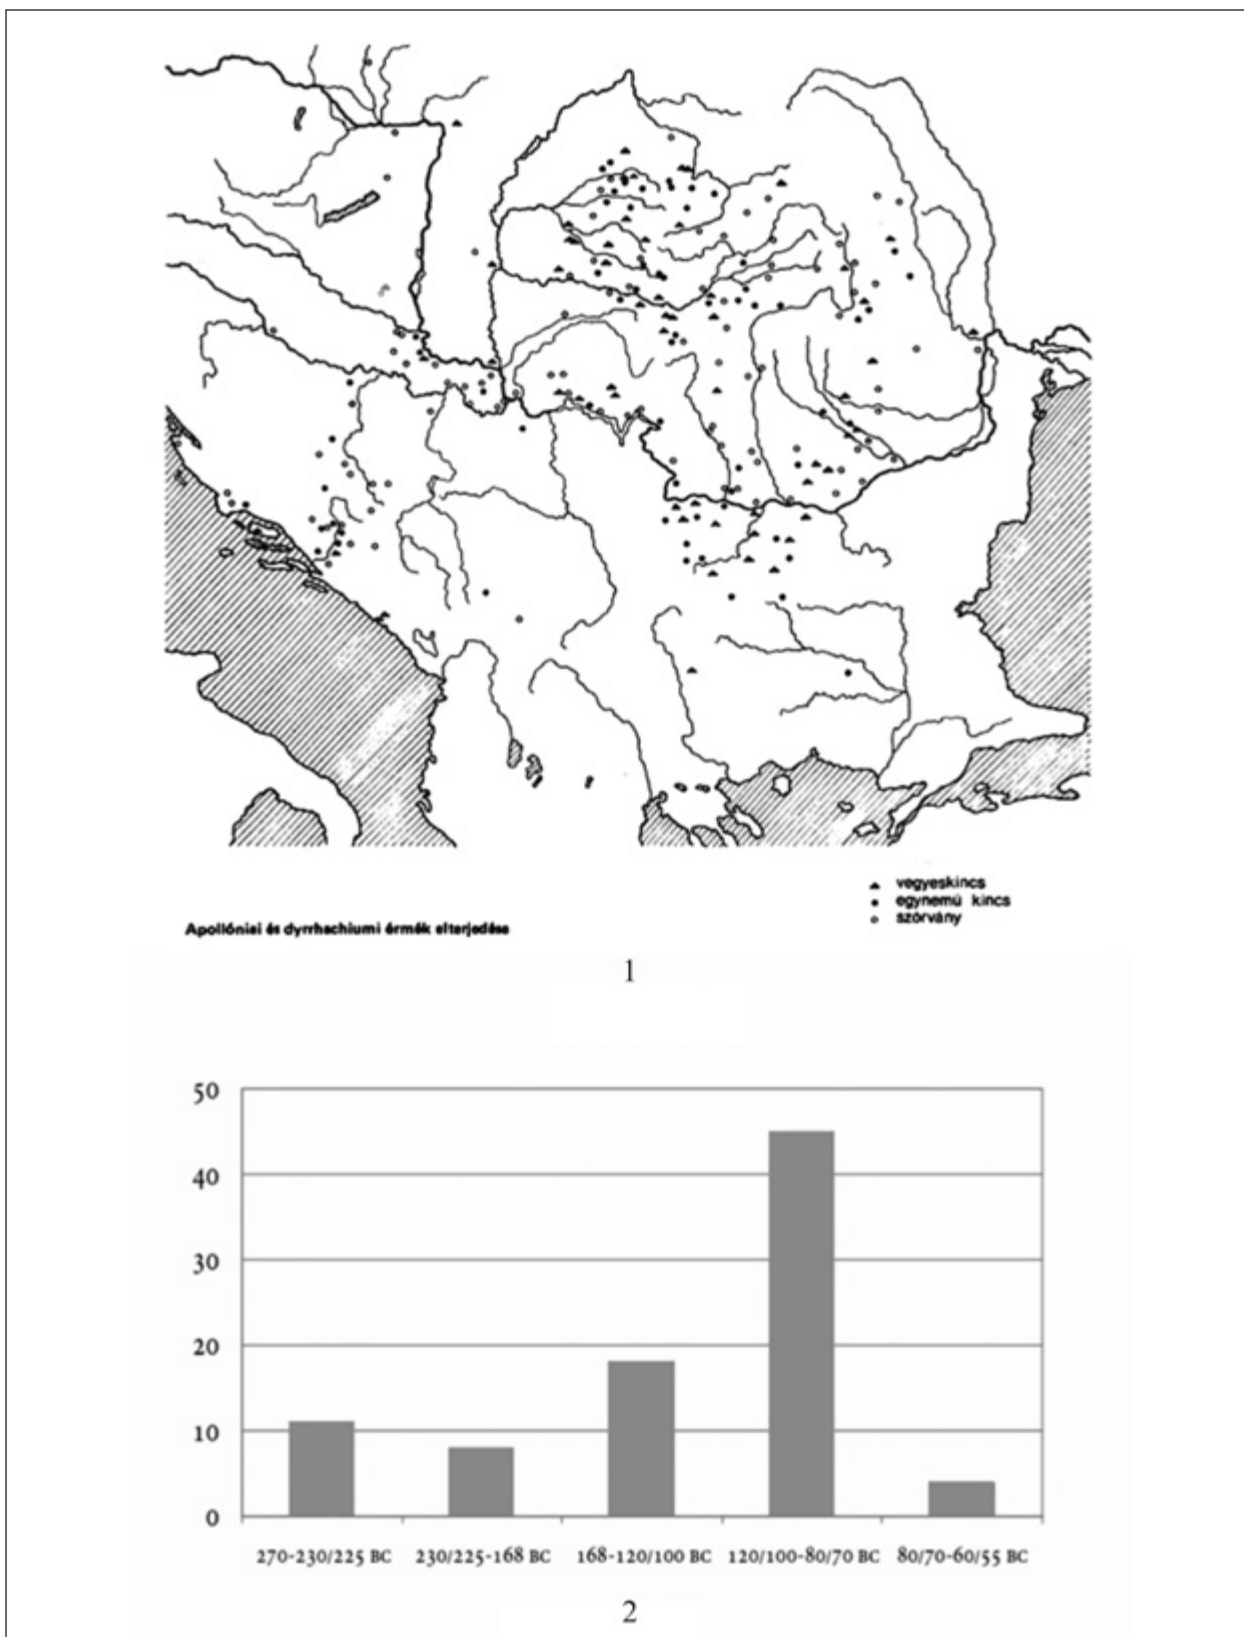 vegyeskincs
egynemű kincs
szórvány
Apollóniai és dyrrhachiumi érmék elterjedése
1
50
40
30
20
10
0
270-230/225 BC 230/225-168 BC 168-120/100 BC 120/100-80/70 BC 80/70-60/55 BC
2